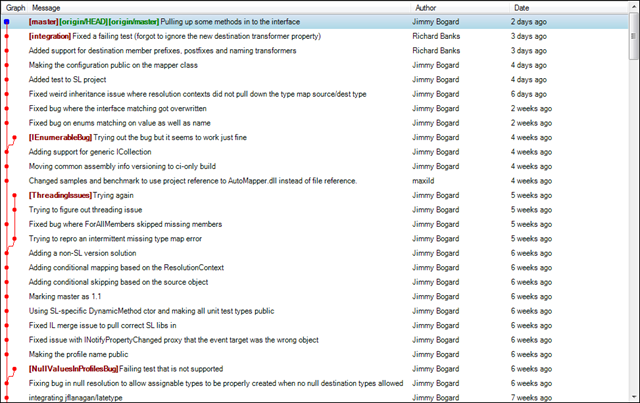 Graph Message Author Date
[master][origin/HEAD][origin/master] Pulling up some methods in to the interface Jimmy Bogard 2 days ago
[integration] Fixed a failing test (forgot to ignore the new destination transformer property) Richard Banks 3 days ago
Added support for destination member prefixes, postfixes and naming transformers Richard Banks 3 days ago
Making the configuration public on the mapper class Jimmy Bogard 4 days ago
Added test to SL project Jimmy Bogard 4 days ago
Fixed weird inheritance issue where resolution contexts did not pull down the type map source/dest type Jimmy Bogard 6 days ago
Fixed bug where the interface matching got overwritten Jimmy Bogard 2 weeks ago
Fixed bug on enums matching on value as well as name Jimmy Bogard 2 weeks ago
[IEnumerableBug] Trying out the bug but it seems to work just fine Jimmy Bogard 4 weeks ago
Adding support for generic ICollection Jimmy Bogard 4 weeks ago
Moving common assembly info versioning to ci-only build Jimmy Bogard 4 weeks ago
Changed samples and benchmark to use project reference to AutoMapper.dll instead of file reference. maxild 4 weeks ago
[ThreadingIssues] Trying again Jimmy Bogard 5 weeks ago
Trying to figure out threading issue Jimmy Bogard 5 weeks ago
Fixed bug where ForAllMembers skipped missing members Jimmy Bogard 5 weeks ago
Trying to repro an intermittent missing type map error Jimmy Bogard 5 weeks ago
Adding a non-SL version solution Jimmy Bogard 6 weeks ago
Adding conditional mapping based on the ResolutionContext Jimmy Bogard 6 weeks ago
Adding conditional skipping based on the source object Jimmy Bogard 6 weeks ago
Marking master as 1.1 Jimmy Bogard 6 weeks ago
Using SL-specific DynamicMethod ctor and making all unit test types public Jimmy Bogard 6 weeks ago
Fixed IL merge issue to pull correct SL libs in Jimmy Bogard 6 weeks ago
Fixed issue with INotifyPropertyChanged proxy that the event target was the wrong object Jimmy Bogard 6 weeks ago
Making the profile name public Jimmy Bogard 6 weeks ago
[NullValuesInProfilesBug] Failing test that is not supported Jimmy Bogard 6 weeks ago
Fixing bug in null resolution to allow assignable types to be properly created when no null destination types allowed Jimmy Bogard 6 weeks ago
integrating jflanagan/latetype Jimmy Bogard 7 weeks ago